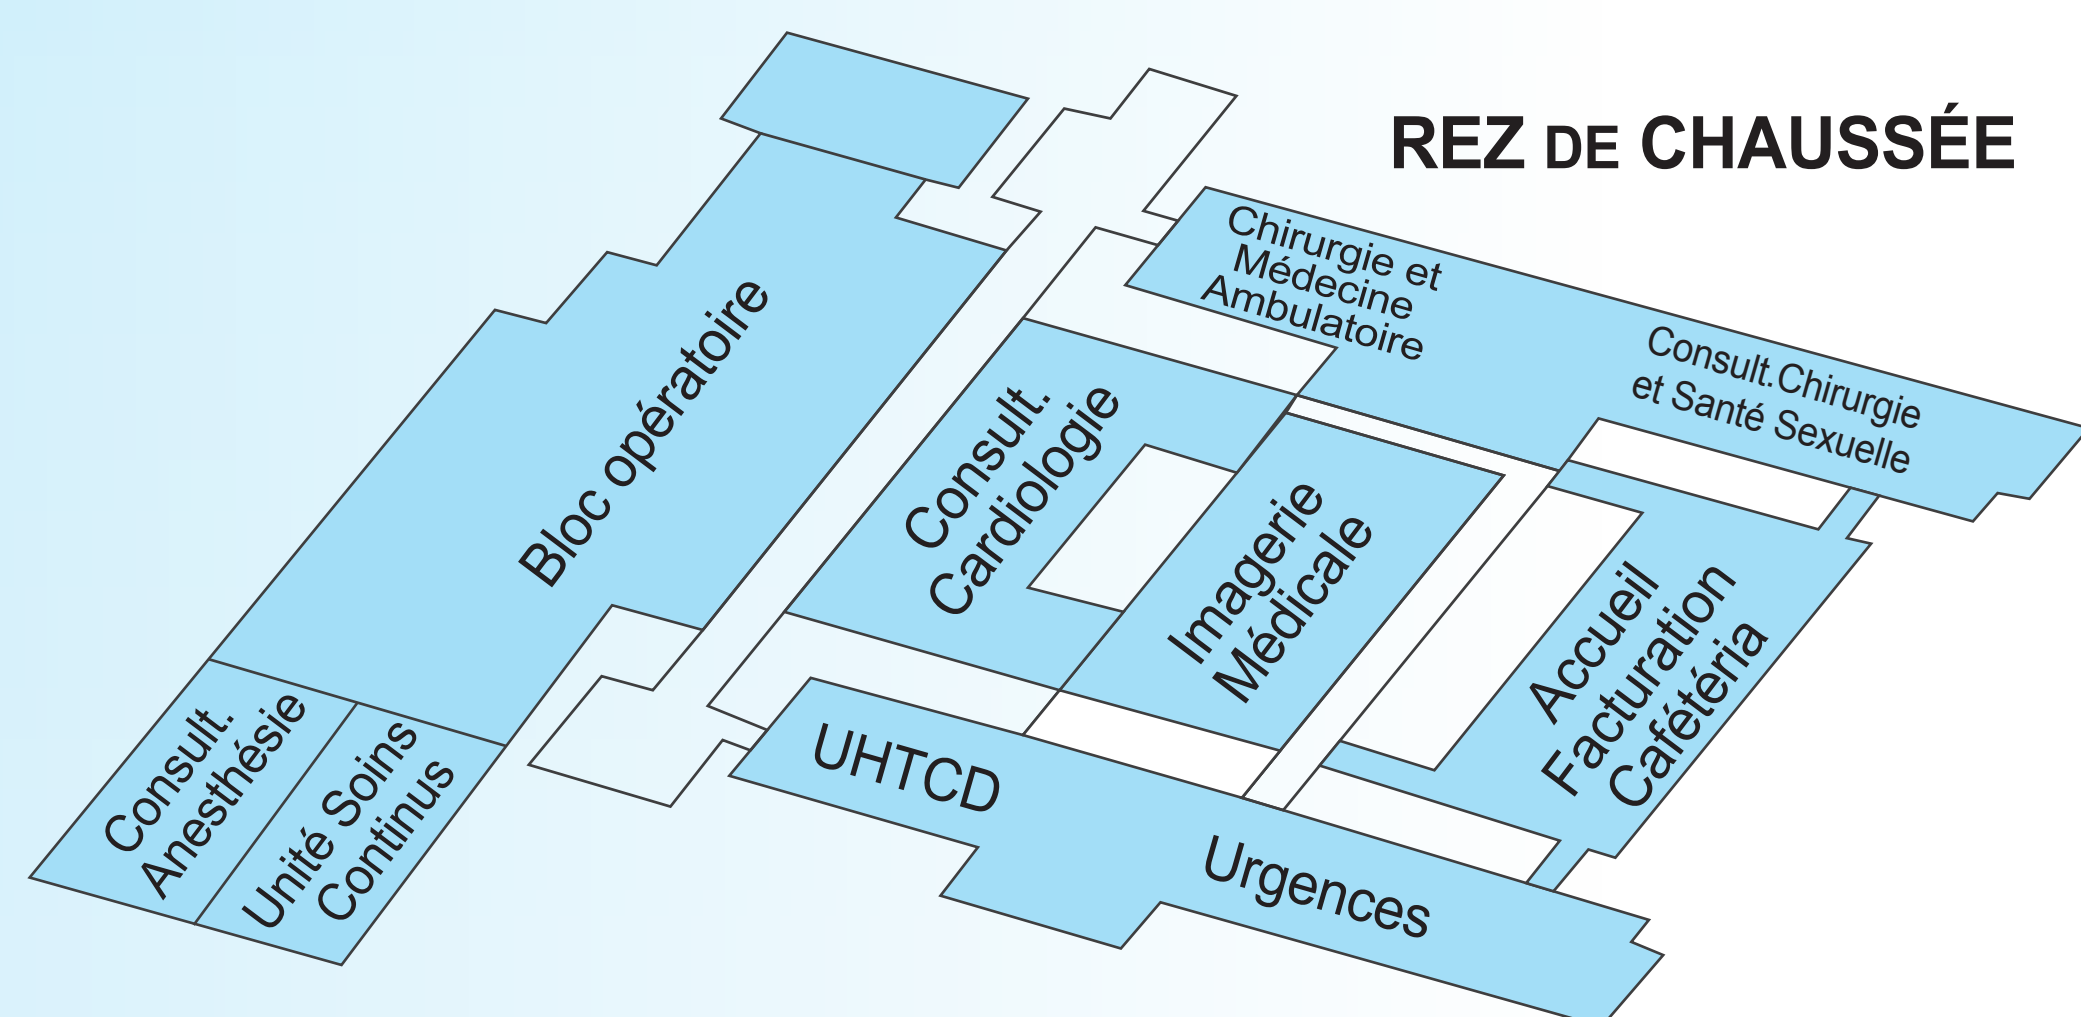 REZ DE CHAUSSÉE
Chirurgie et
Médecine
Ambulatoire
Consult.Chirurgie
et Santé Sexuelle
Bloc opératoire
Consult.
Cardiologie
Imagerie
Médicale
Accueil
Facturation
Cafétéria
Consult.
Anesthésie
Unité Soins
Continus
UHTCD
Urgences